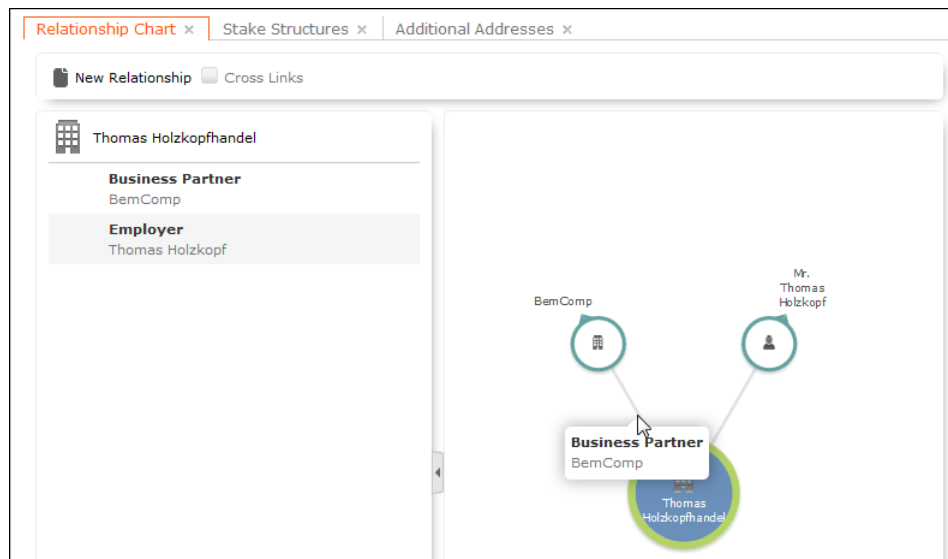 Relationship Chart × Stake Structures × Additional Addresses ×
New Relationship Cross Links
Thomas Holzkopfhandel
Business Partner
BemComp
Employer
Thomas Holzkopf
Mr.
Thomas
Holzkopf
BemComp
Business Partner
BemComp
Thomas
Holzkopfhandel